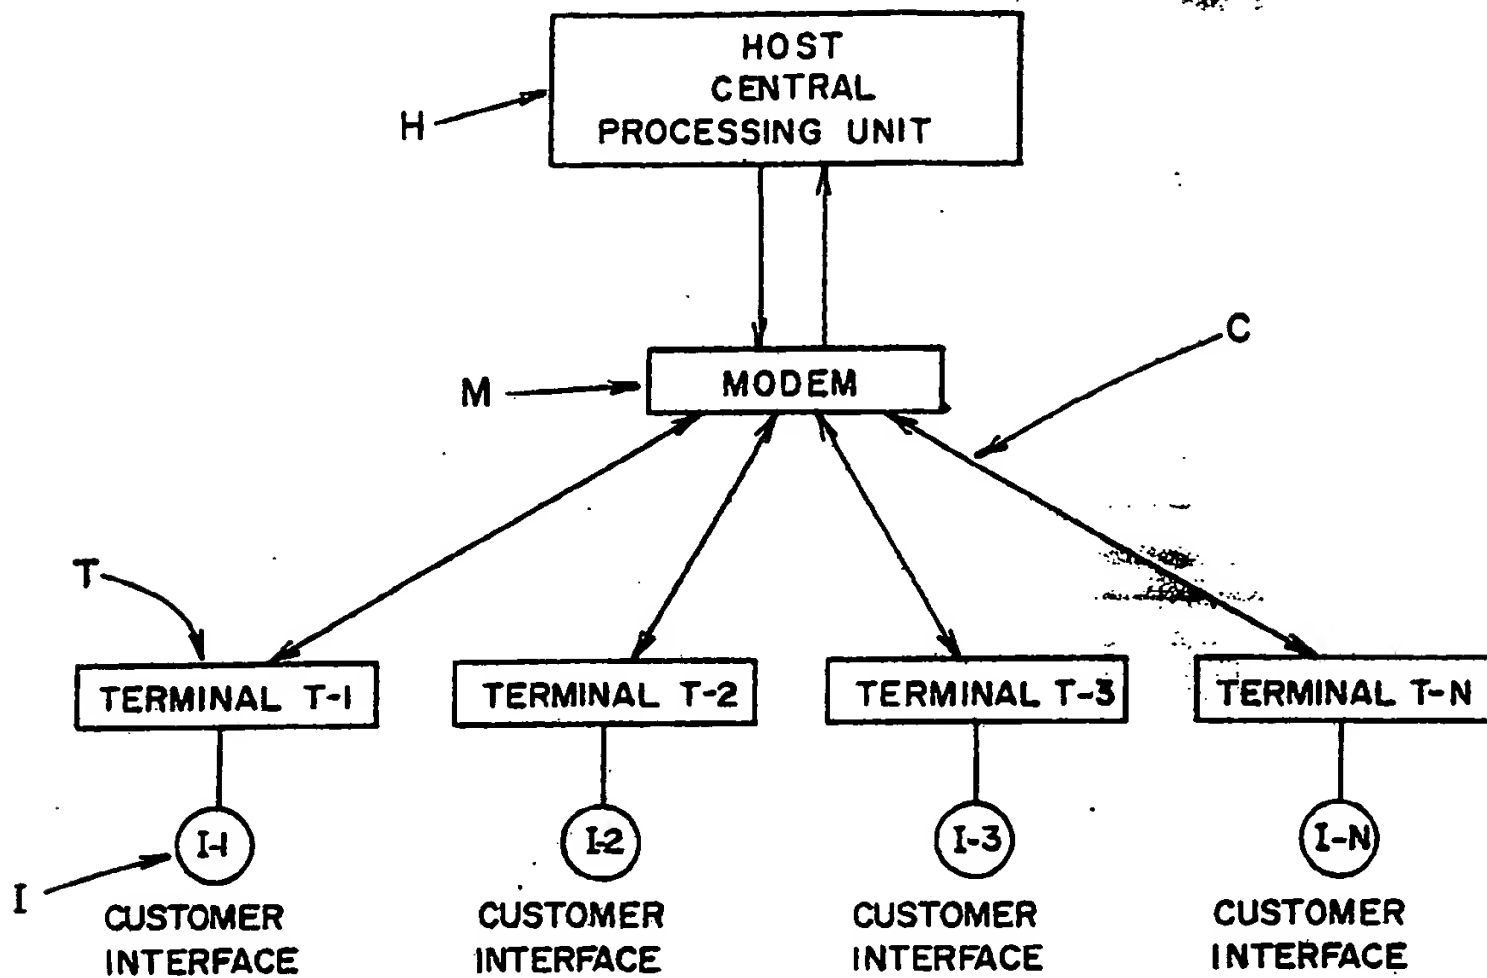 HOST
CENTRAL
PROCESSING UNIT
H
C
M
MODEM
T
TERMINAL T-1
TERMINAL T-2
TERMINAL T-3
TERMINAL T-N
I-1
I-2
I-3
I-N
I
CUSTOMER
INTERFACE
CUSTOMER
INTERFACE
CUSTOMER
INTERFACE
CUSTOMER
INTERFACE